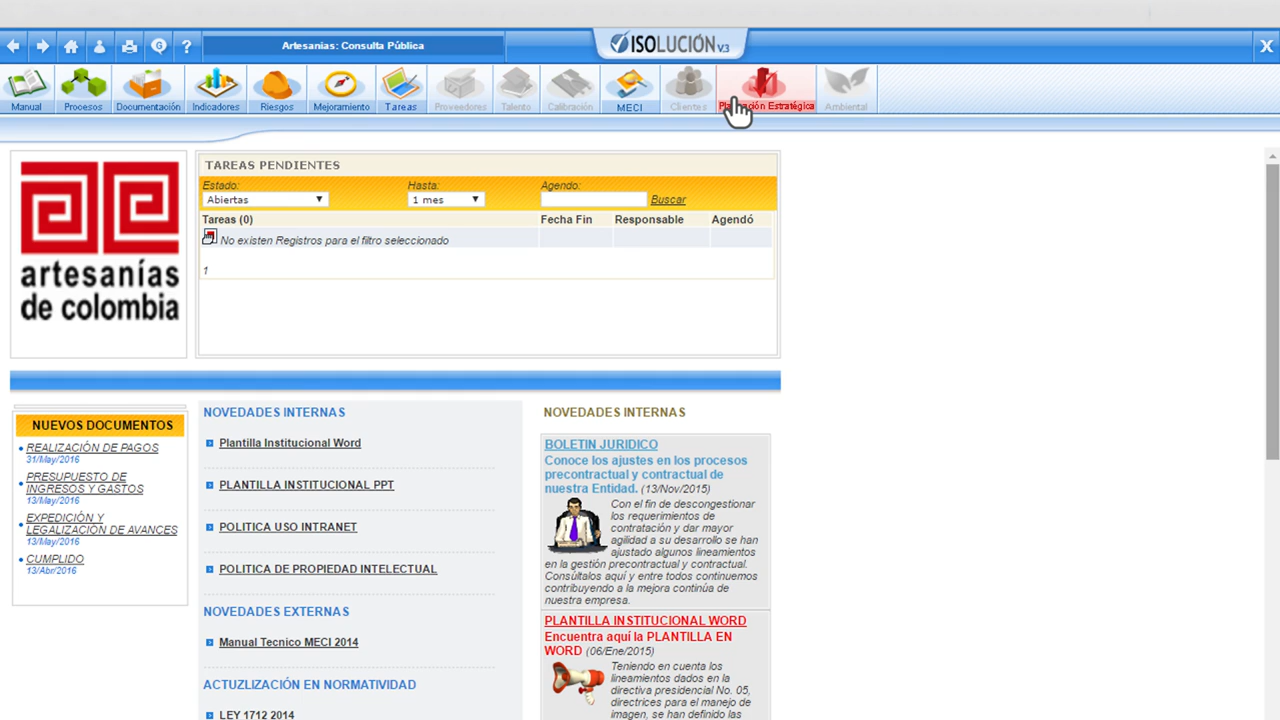 Artesanias: Consulta Pública
ISOLUCIÓN V.3
G
?
X
Manual
Procesos
Documentación
Indicadores
Riesgos
Mejoramiento
Tareas
Proveedores
Talento
Calibración
MECI
Clientes
Estratégica
Ambiental
artesanías
de colombia
TAREAS PENDIENTES
Estado:
Hasta:
Agendo:
Abiertas
1 mes
Buscar
Tareas (0)
Fecha Fin
Responsable
Agendó
No existen Registros para el filtro seleccionado
1
NUEVOS DOCUMENTOS
REALIZACIÓN DE PAGOS
31/May/2016
PRESUPUESTO DE
INGRESOS Y GASTOS
13/May/2016
EXPEDICIÓN Y
LEGALIZACIÓN DE AVANCES
13/May/2016
CUMPLIDO
13/Abr/2016
NOVEDADES INTERNAS
Plantilla Institucional Word
PLANTILLA INSTITUCIONAL PPT
POLITICA USO INTRANET
POLITICA DE PROPIEDAD INTELECTUAL
NOVEDADES EXTERNAS
Manual Tecnico MECI 2014
ACTUZLIZACIÓN EN NORMATIVIDAD
LEY 1712 2014
NOVEDADES INTERNAS
BOLETIN JURIDICO
Conoce los ajustes en los procesos
precontractual y contractual de
nuestra Entidad. (13/Nov/2015)
Con el fin de descongestionar
los requerimientos de
contratación y dar mayor
agilidad a su desarrollo se han
ajustado algunos lineamientos
en la gestión precontractual y contractual.
Consúltalos aquí y entre todos continuemos
contribuyendo a la mejora continúa de
nuestra empresa.
PLANTILLA INSTITUCIONAL WORD
Encuentra aquí la PLANTILLA EN
WORD (06/Ene/2015)
Teniendo en cuenta los
lineamientos dados en la
directiva presidencial No. 05,
directrices para el manejo de
imagen, se han definido las